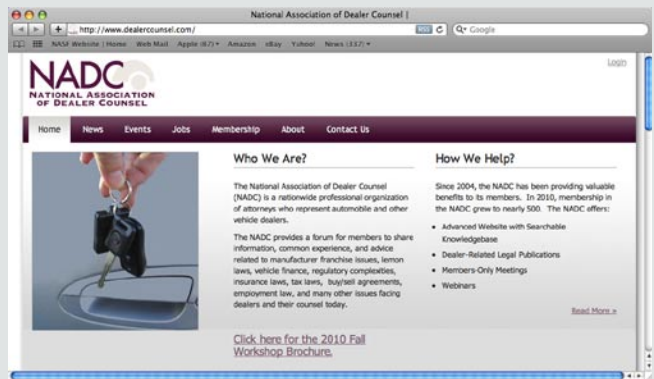 National Association of Dealer Counsel |
http://www.dealercounsel.com/
RSS
Google
NASF Website | Home Web Mail Apple (87) Amazon eBay Yahoo! News (337)
Login
NADC
NATIONAL ASSOCIATION
OF DEALER COUNSEL
Home News Events Jobs Membership About Contact Us
Who We Are?
The National Association of Dealer Counsel
(NADC) is a nationwide professional organization
of attorneys who represent automobile and other
vehicle dealers.
The NADC provides a forum for members to share
information, common experience, and advice
related to manufacturer franchise issues, lemon
laws, vehicle finance, regulatory complexities,
insurance laws, tax laws, buy/sell agreements,
employment law, and many other issues facing
dealers and their counsel today.
Click here for the 2010 Fall
Workshop Brochure.
How We Help?
Since 2004, the NADC has been providing valuable
benefits to its members. In 2010, membership in
the NADC grew to nearly 500. The NADC offers:
• Advanced Website with Searchable
Knowledgebase
• Dealer-Related Legal Publications
• Members-Only Meetings
• Webinars
Read More »